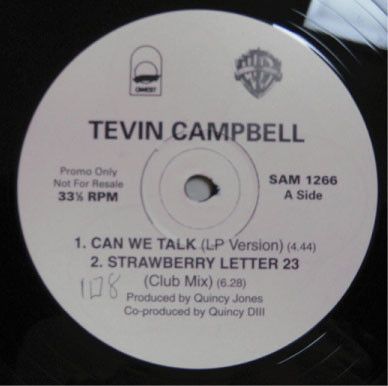 QWEST
WB
TEVIN CAMPBELL
Promo Only
Not For Resale
33⅓ RPM
SAM 1266
A Side
1. CAN WE TALK (LP Version) (4.44)
2. STRAWBERRY LETTER 23
(Club Mix) (6.28)
1178
Produced by Quincy Jones
Co-produced by Quincy DIII